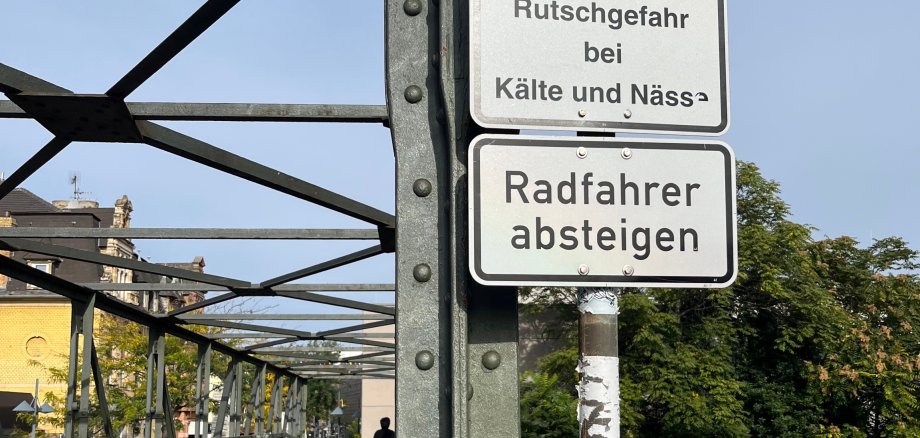 Rutschgefahr
bei
Kälte und Nässe
Radfahrer
absteigen